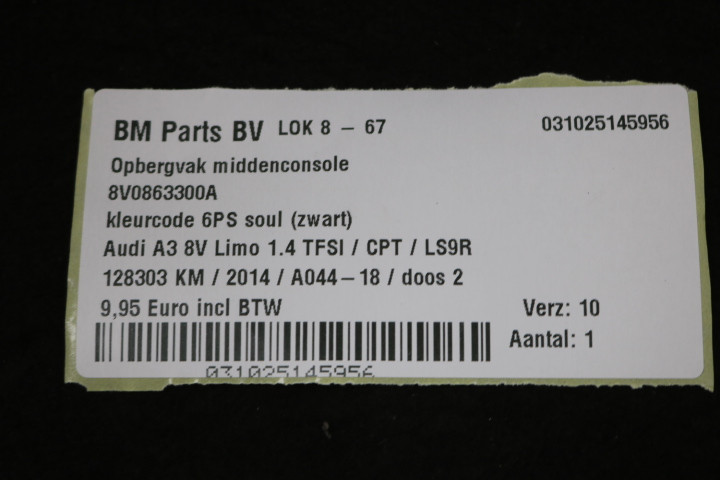 BM Parts BV LOK 8 – 67 031025145956
Opbergvak middenconsole
8V0863300A
kleurcode 6PS soul (zwart)
Audi A3 8V Limo 1.4 TFSI / CPT / LS9R
128303 KM / 2014 / A044–18 / doos 2
9,95 Euro incl BTW Verz: 10
Aantal: 1
031025145956